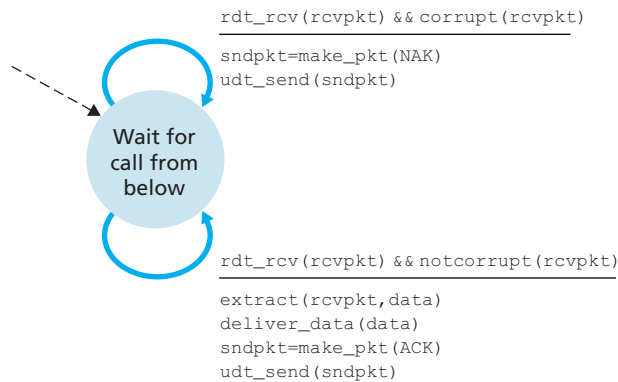 rdt_rcv(rcvpkt) && corrupt(rcvpkt)
sndpkt=make_pkt(NAK)
udt_send(sndpkt)
Wait for
call from
below
rdt_rcv(rcvpkt) && notcorrupt(rcvpkt)
extract(rcvpkt,data)
deliver_data(data)
sndpkt=make_pkt(ACK)
udt_send(sndpkt)